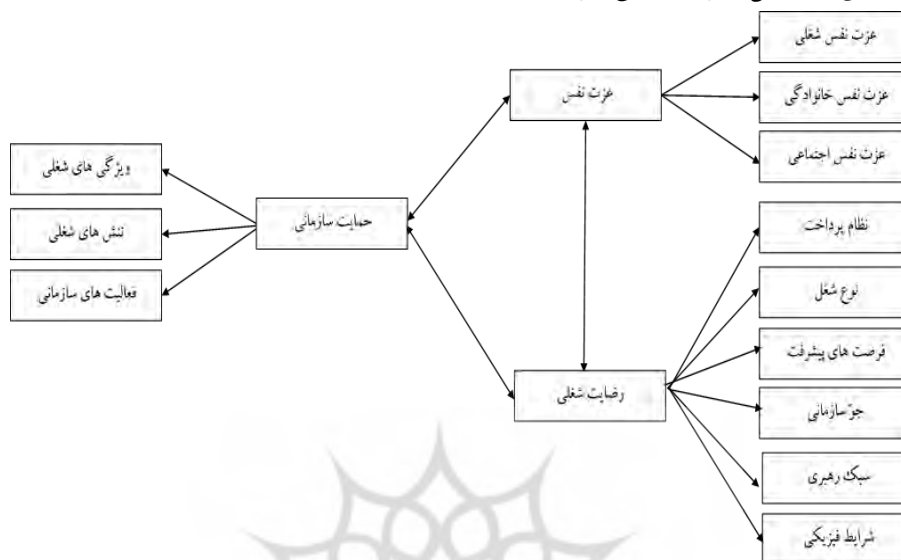 عزت نفس شغلی
عزت نفس خانوادگی
عزت نفس اجتماعی
عزت نفس
ویژگی های شغلی
تنش های شغلی
فعالیت های سازمانی
حمایت سازمانی
رضایت شغلی
نظام پرداخت
نوع شغل
فرصت های پیشرفت
جوّ سازمانی
سبک رهبری
شرایط فیزیکی